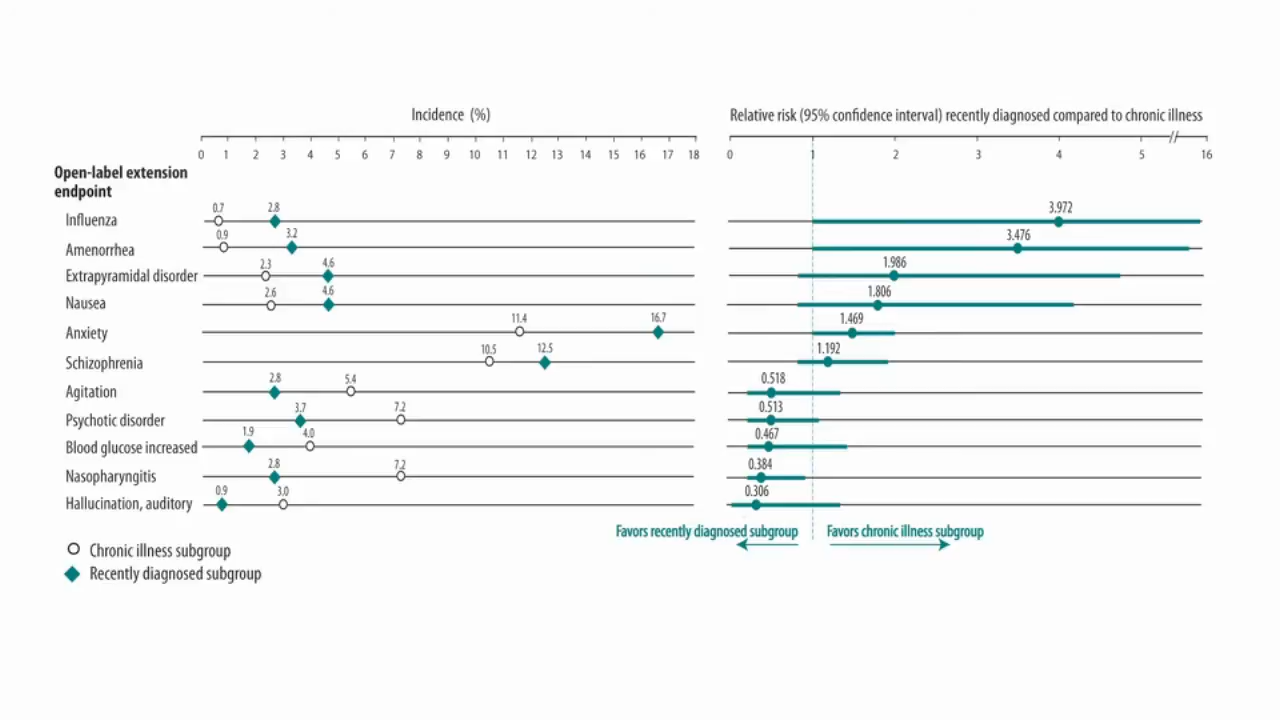 Incidence (%)
Relative risk (95% confidence interval) recently diagnosed compared to chronic illness
0 1 2 3 4 5 6 7 8 9 10 11 12 13 14 15 16 17 18
0 1 2 3 4 5 16
Open-label extension
endpoint
Influenza 0.7 2.8 3.972
Amenorrhea 0.9 3.2 3.476
Extrapyramidal disorder 2.3 4.6 1.986
Nausea 2.6 4.6 1.806
Anxiety 11.4 16.7 1.469
Schizophrenia 10.5 12.5 1.192
Agitation 2.8 5.4 0.518
Psychotic disorder 3.7 7.2 0.513
Blood glucose increased 1.9 4.0 0.467
Nasopharyngitis 2.8 7.2 0.384
Hallucination, auditory 0.9 3.0 0.306
Favors recently diagnosed subgroup
Favors chronic illness subgroup
Chronic illness subgroup
Recently diagnosed subgroup